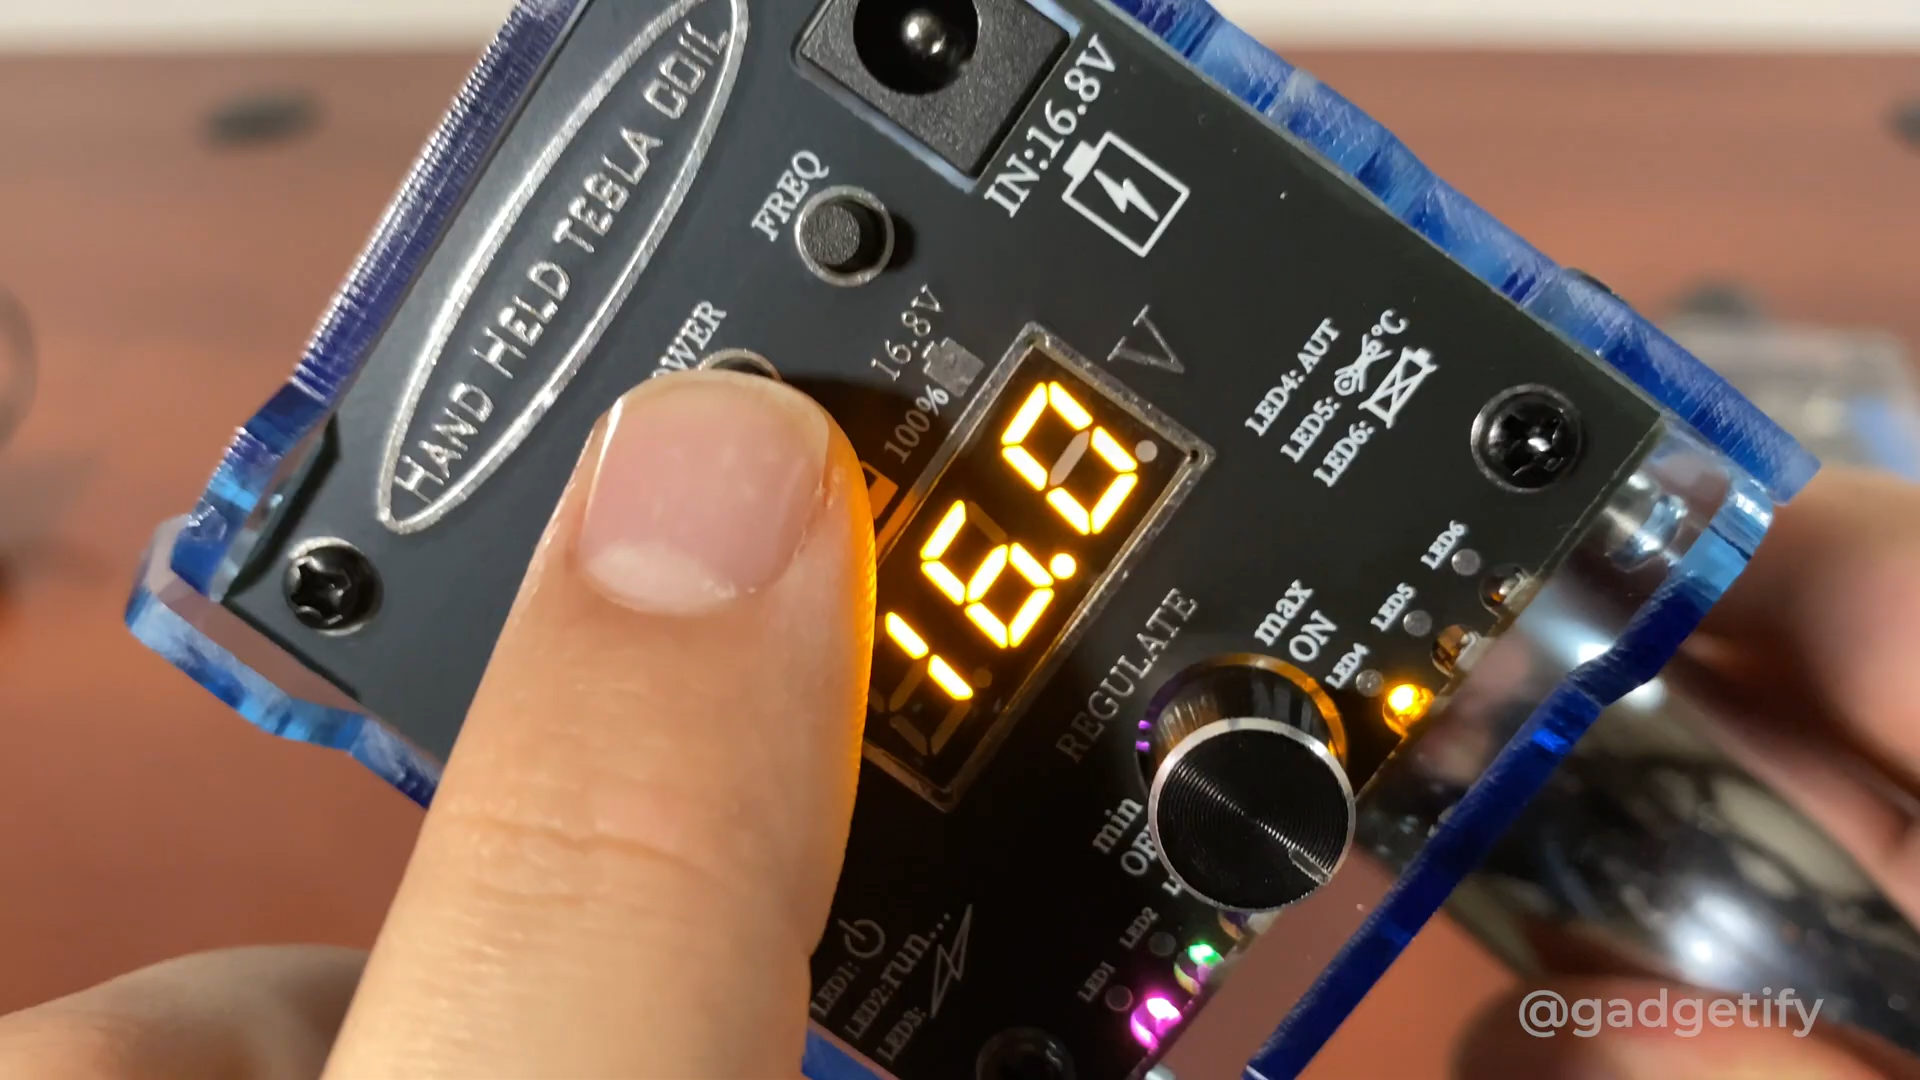 HAND HELD TESLA COIL
IN:16.8V
FREQ
16.8V
100%
V
16.0
LED4: AUT
LED5: °C
LED6:
REGULATE
max
ON
min
LED6
LED5
LED4
LED2
LED1
LED1:
LED2:run...
LED3:
@gadgetify